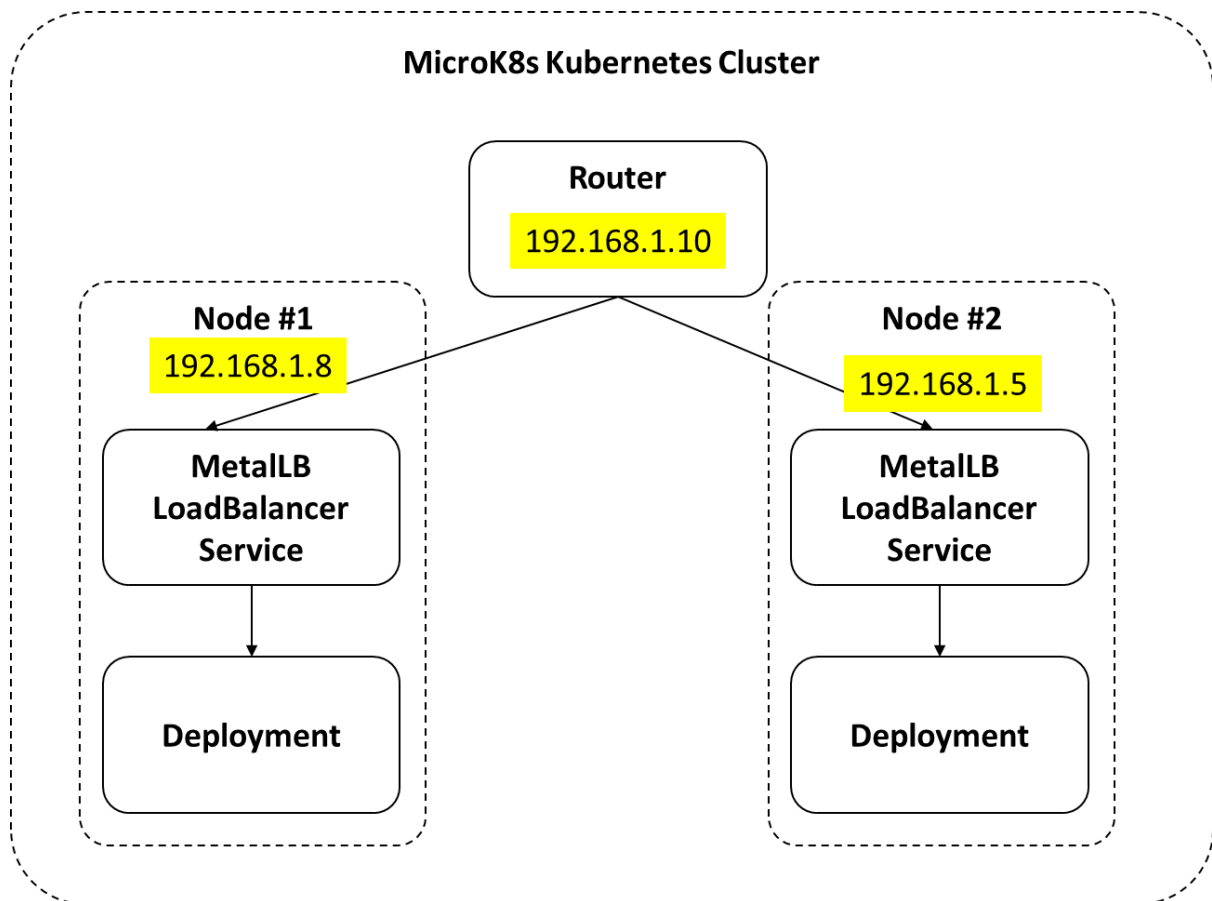 MicroK8s Kubernetes Cluster
Router
192.168.1.10
Node #1
192.168.1.8
Node #2
192.168.1.5
MetalLB
LoadBalancer
Service
MetalLB
LoadBalancer
Service
Deployment
Deployment